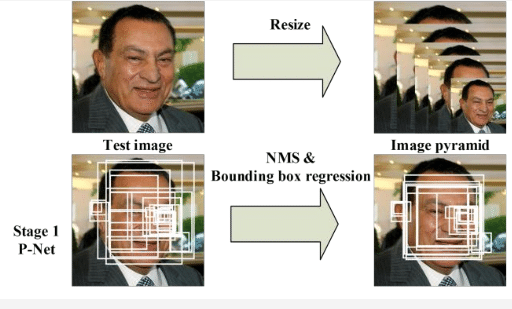 Resize
Test image
Image pyramid
NMS &
Bounding box regression
Stage 1
P-Net